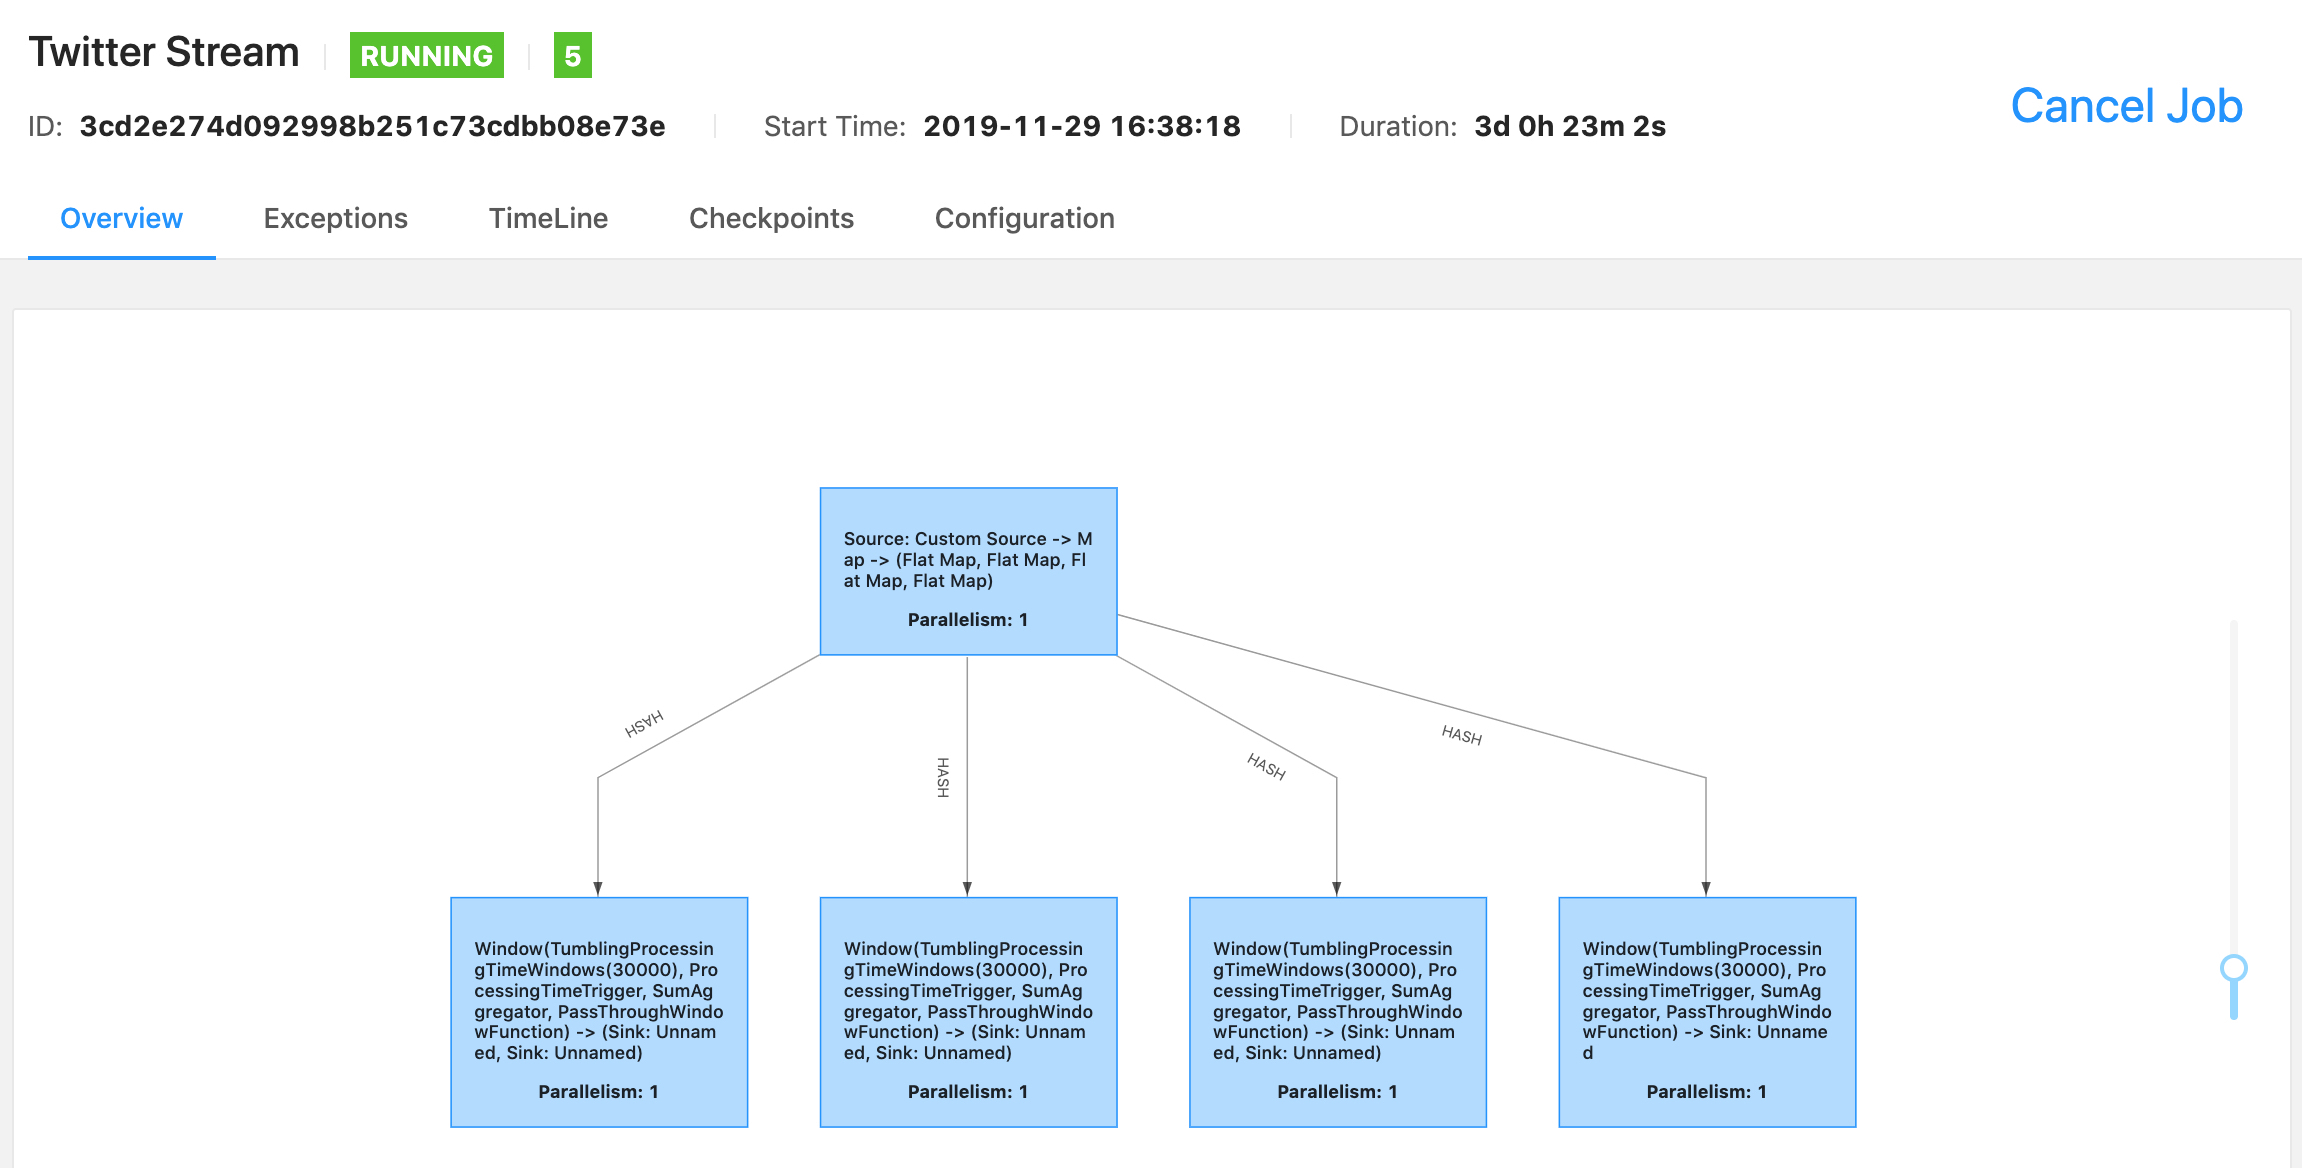 Twitter Stream RUNNING 5
Cancel Job
ID: 3cd2e274d092998b251c73cdbb08e73e Start Time: 2019-11-29 16:38:18 Duration: 3d 0h 23m 2s
Overview Exceptions TimeLine Checkpoints Configuration
Source: Custom Source -> M
ap -> (Flat Map, Flat Map, Fl
at Map, Flat Map)
Parallelism: 1
HASH
HASH
HASH
HASH
Window(TumblingProcessin
gTimeWindows(30000), Pro
cessingTimeTrigger, SumAg
gregator, PassThroughWindo
wFunction) -> (Sink: Unnam
ed, Sink: Unnamed)
Parallelism: 1
Window(TumblingProcessin
gTimeWindows(30000), Pro
cessingTimeTrigger, SumAg
gregator, PassThroughWindo
wFunction) -> (Sink: Unnam
ed, Sink: Unnamed)
Parallelism: 1
Window(TumblingProcessin
gTimeWindows(30000), Pro
cessingTimeTrigger, SumAg
gregator, PassThroughWindo
wFunction) -> (Sink: Unnam
ed, Sink: Unnamed)
Parallelism: 1
Window(TumblingProcessin
gTimeWindows(30000), Pro
cessingTimeTrigger, SumAg
gregator, PassThroughWindo
wFunction) -> Sink: Unname
d
Parallelism: 1